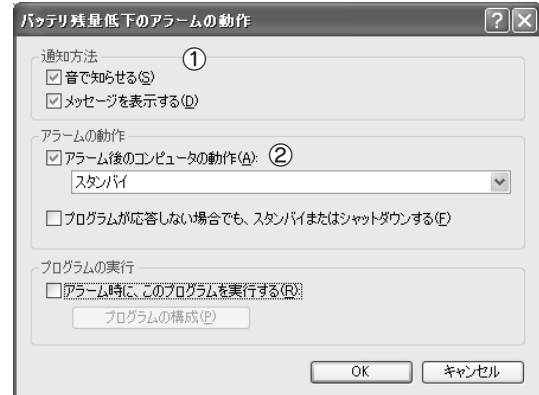 バッテリ残量低下のアラームの動作
通知方法 ①
音で知らせる(S)
メッセージを表示する(D)
アラームの動作
アラーム後のコンピュータの動作(A): ②
スタンバイ
プログラムが応答しない場合でも、スタンバイまたはシャットダウンする(F)
プログラムの実行
アラーム時に、このプログラムを実行する(R):
プログラムの構成(P)
OK キャンセル